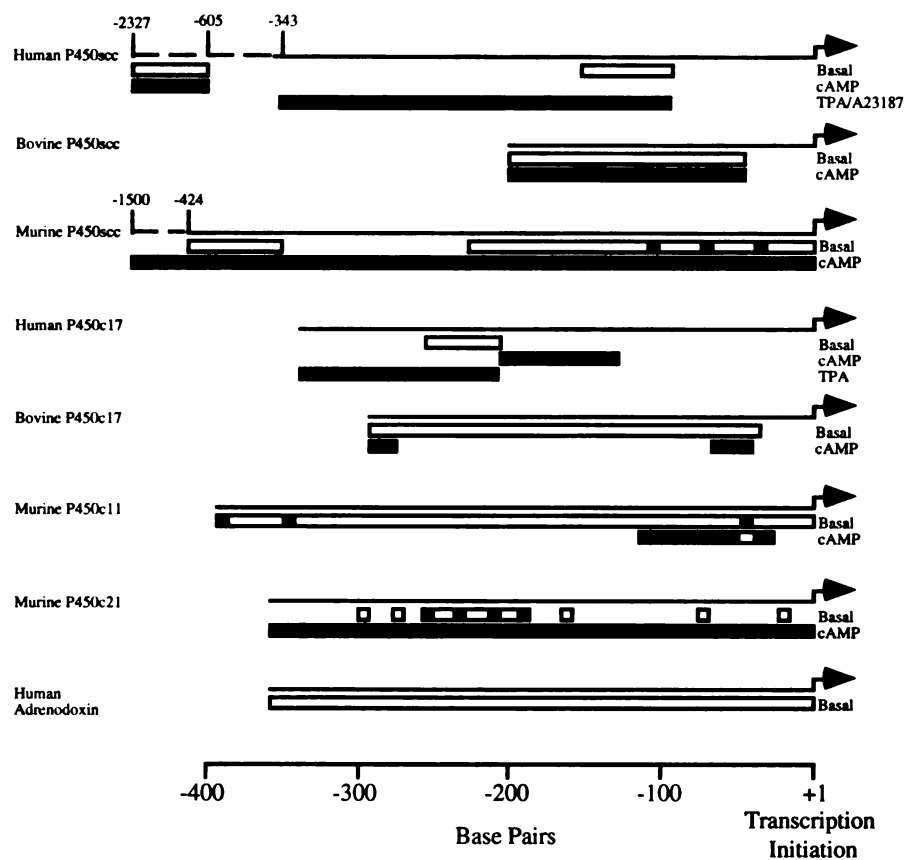 -2327 -605 -343
Human P450scc
Basal
cAMP
TPA/A23187
Bovine P450scc
Basal
cAMP
-1500 -424
Murine P450scc
Basal
cAMP
Human P450c17
Basal
cAMP
TPA
Bovine P450c17
Basal
cAMP
Murine P450c11
Basal
cAMP
Murine P450c21
Basal
cAMP
Human
Adrenodoxin
Basal
-400 -300 -200 -100 +1
Base Pairs
Transcription
Initiation